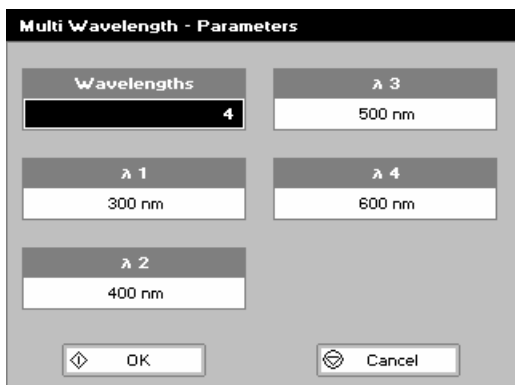 Multi Wavelength - Parameters
Wavelengths
4
λ 1
300 nm
λ 2
400 nm
λ 3
500 nm
λ 4
600 nm
OK
Cancel